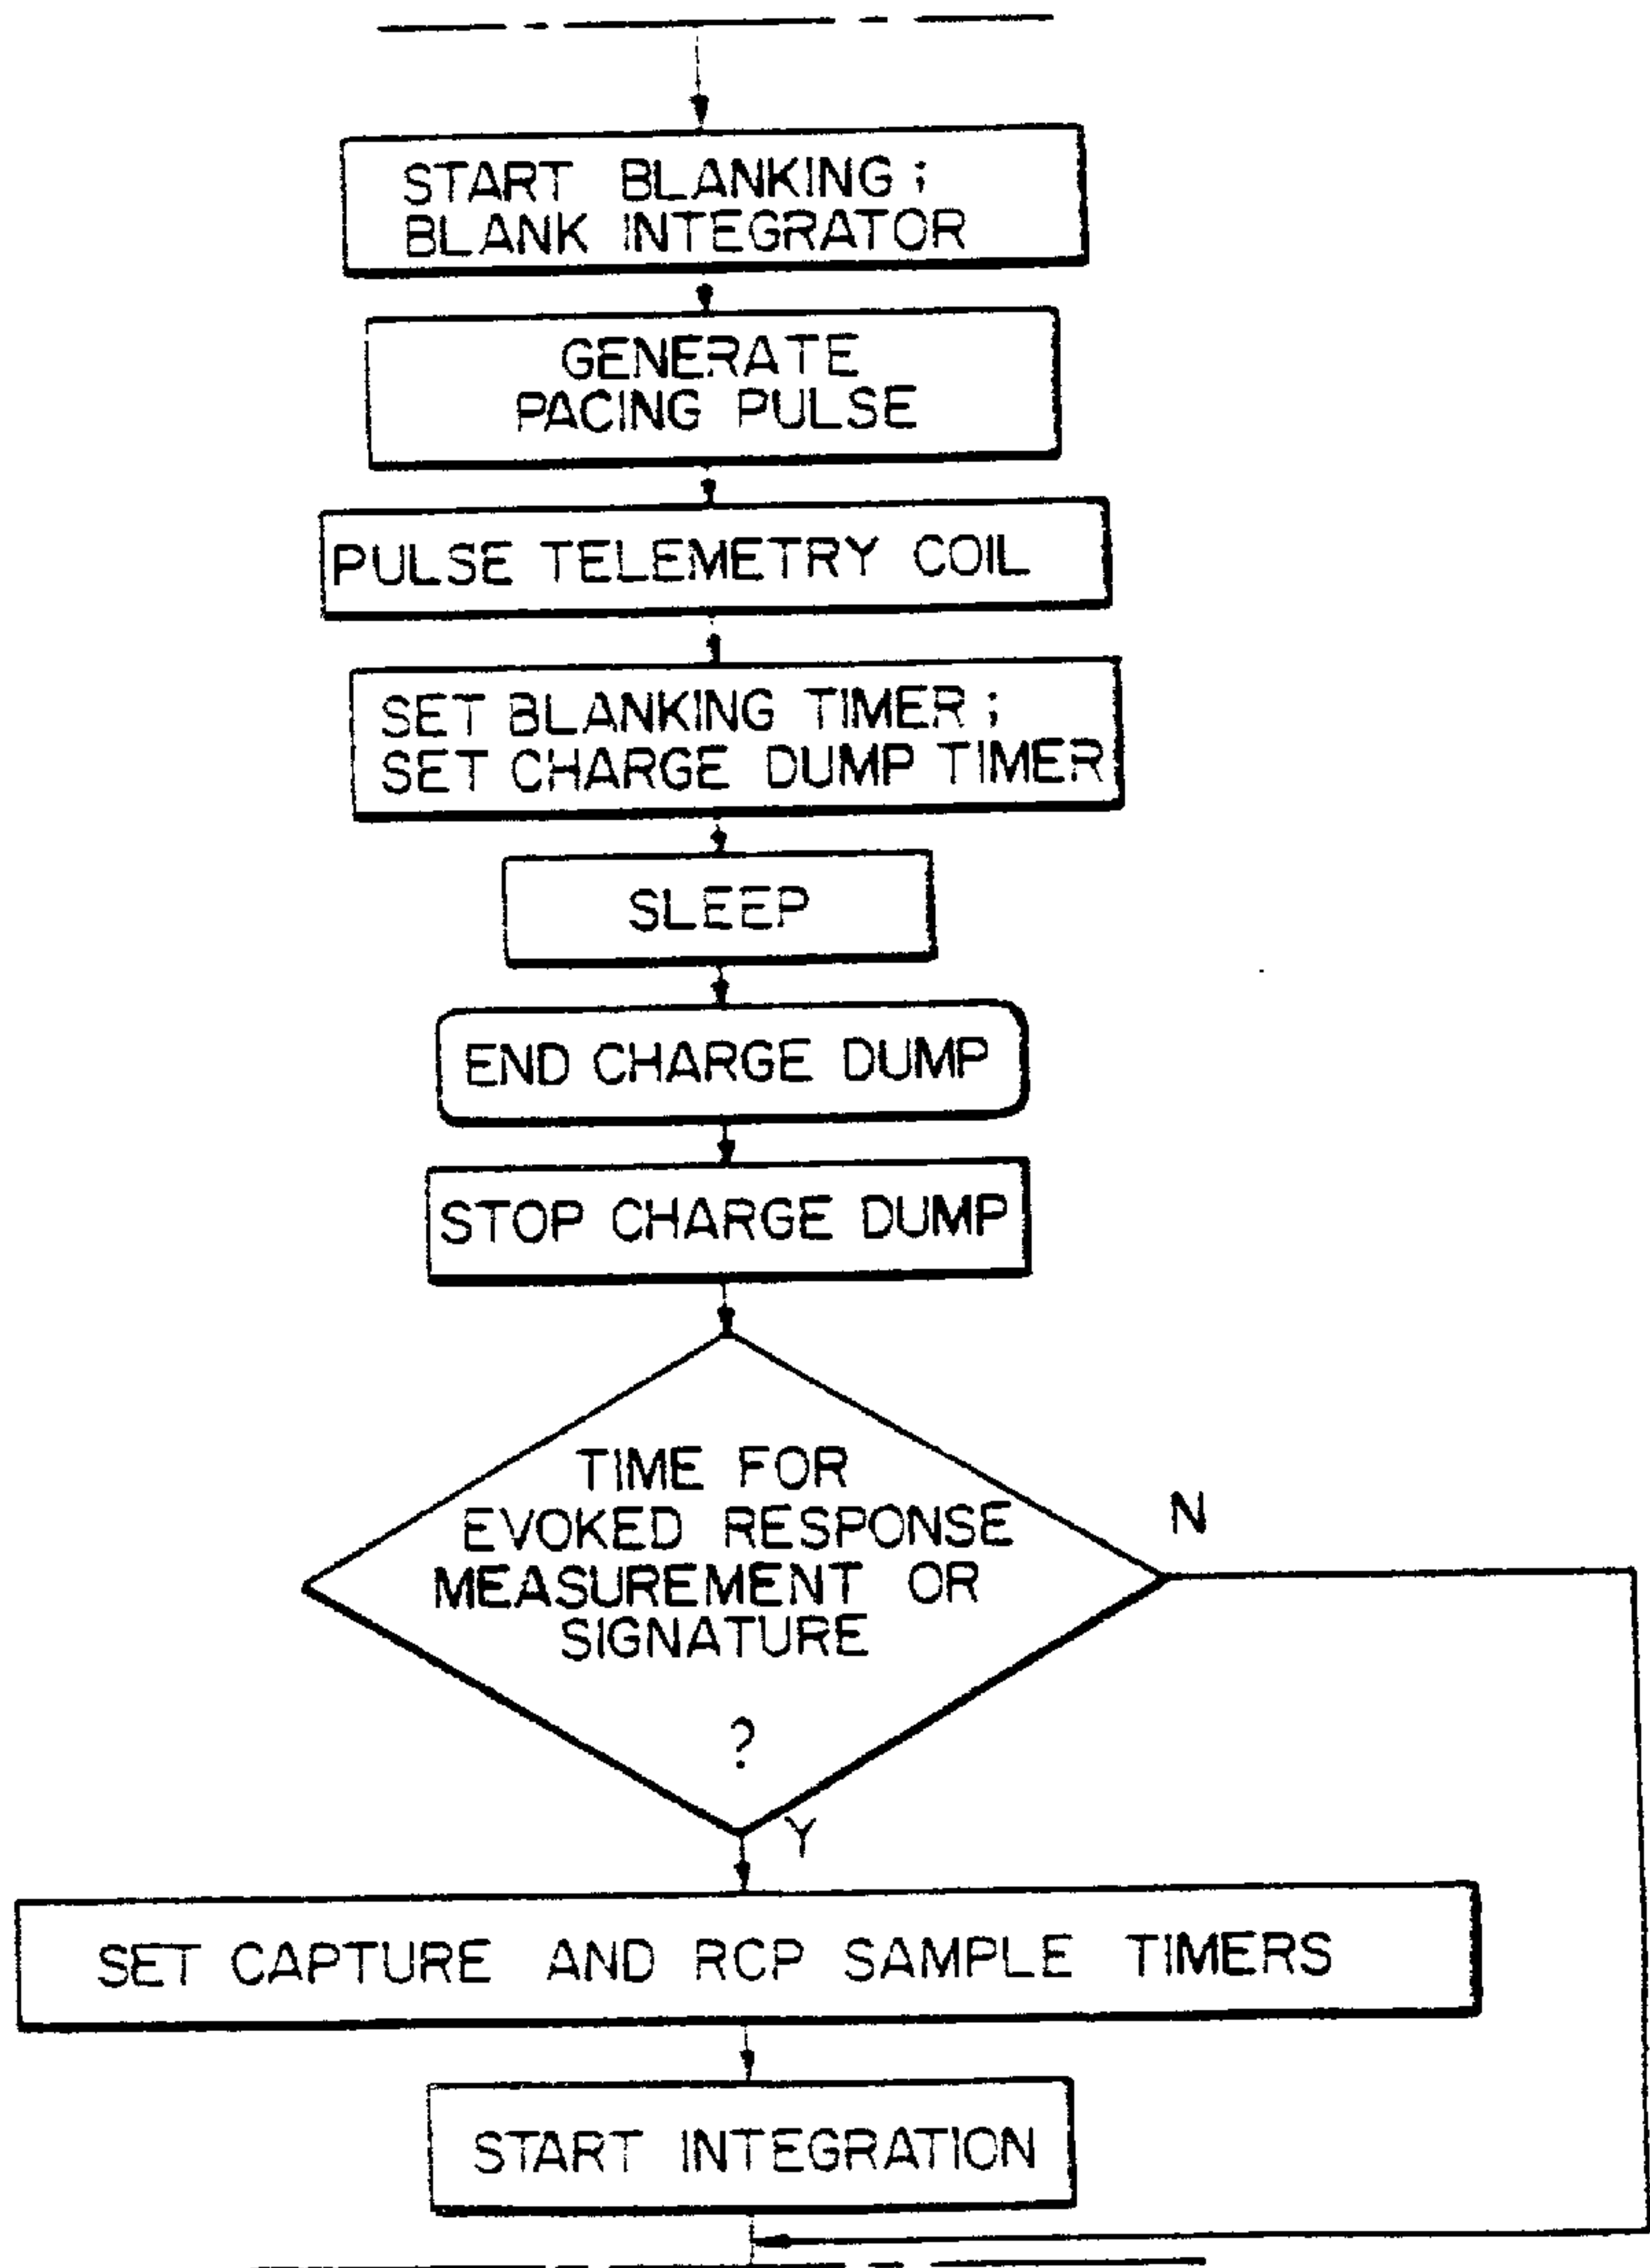 START BLANKING;
BLANK INTEGRATOR
GENERATE
PACING PULSE
PULSE TELEMETRY COIL
SET BLANKING TIMER;
SET CHARGE DUMP TIMER
SLEEP
END CHARGE DUMP
STOP CHARGE DUMP
TIME FOR
EVOKED RESPONSE
MEASUREMENT OR
SIGNATURE
?
N
Y
SET CAPTURE AND RCP SAMPLE TIMERS
START INTEGRATION